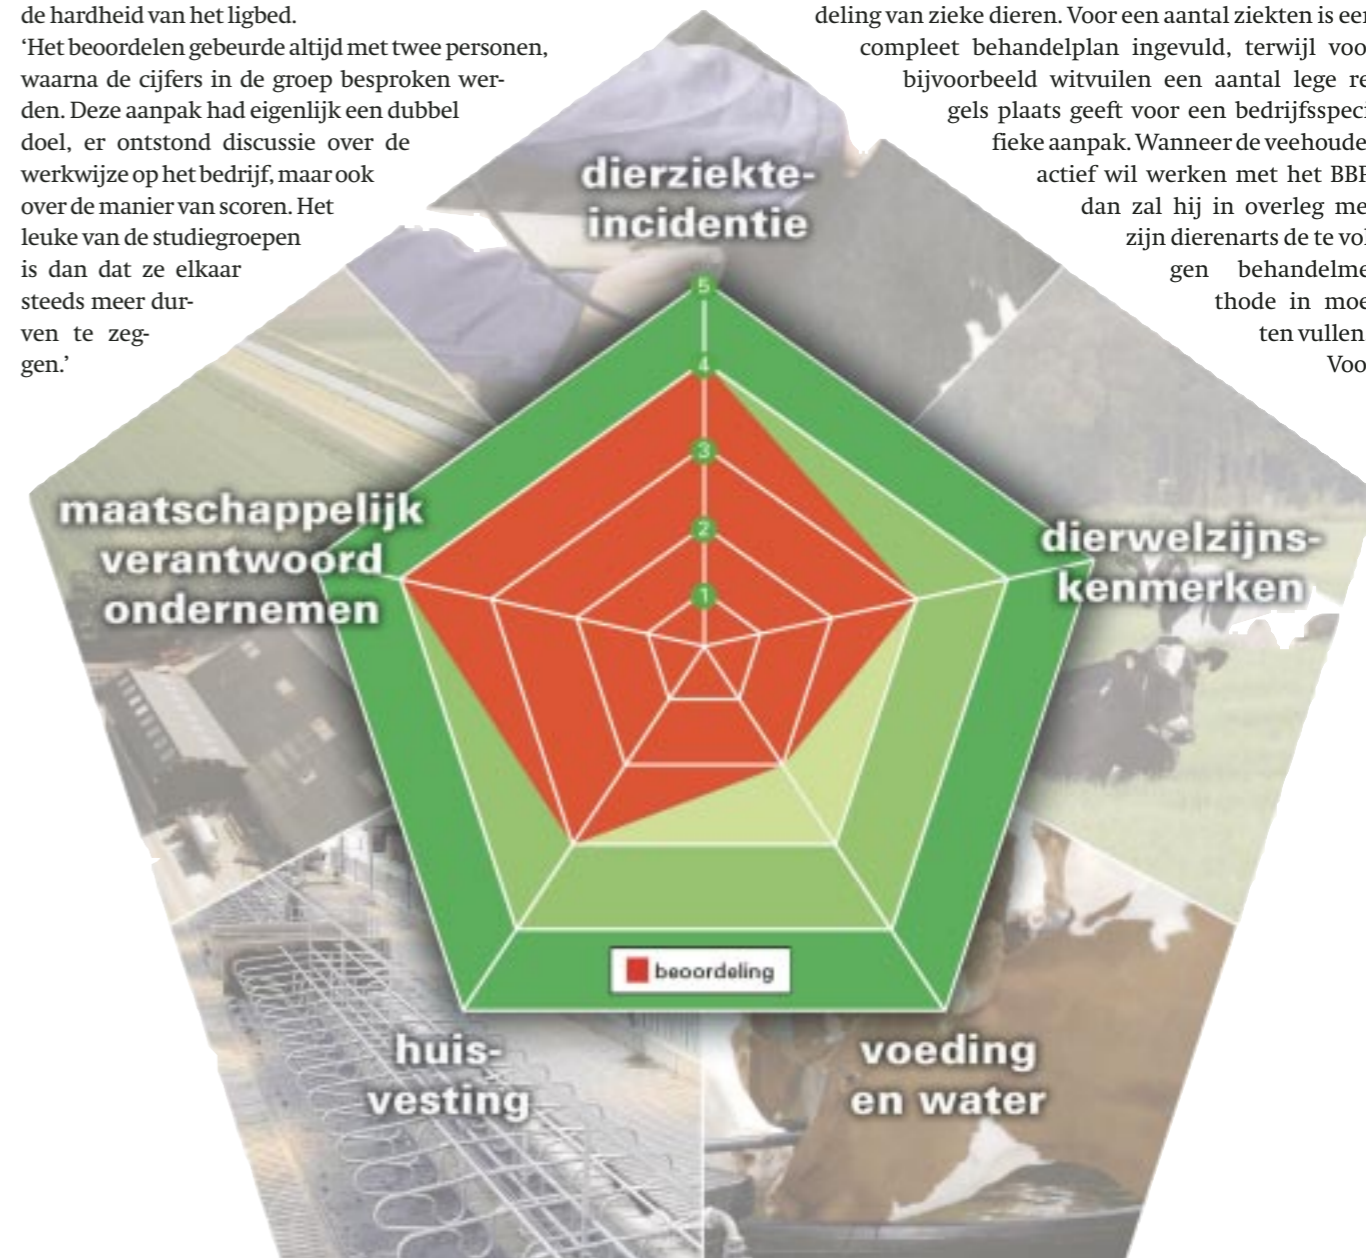 de hardheid van het ligbed.
‘Het beoordelen gebeurde altijd met twee personen,
waarna de cijfers in de groep besproken wer-
den. Deze aanpak had eigenlijk een dubbel
doel, er ontstond discussie over de
werkwijze op het bedrijf, maar ook
over de manier van scoren. Het
leuke van de studiegroepen
is dan dat ze elkaar
steeds meer dur-
ven te zeg-
gen.’
deling van zieke dieren. Voor een aantal ziekten is een
compleet behandelplan ingevuld, terwijl voo
bijvoorbeeld witvuilen een aantal lege re
gels plaats geeft voor een bedrijfsspeci
fieke aanpak. Wanneer de veehoude
actief wil werken met het
dan zal hij in overleg me
zijn dierenarts de te vol
gen behandelme
thode in moe
ten vullen
Voo
dierziekte-
incidentie
5
4
3
2
1
maatschappelijk
verantwoord
ondernemen
dierwelzijns-
kenmerken
beoordeling
huis-
vesting
voeding
en water